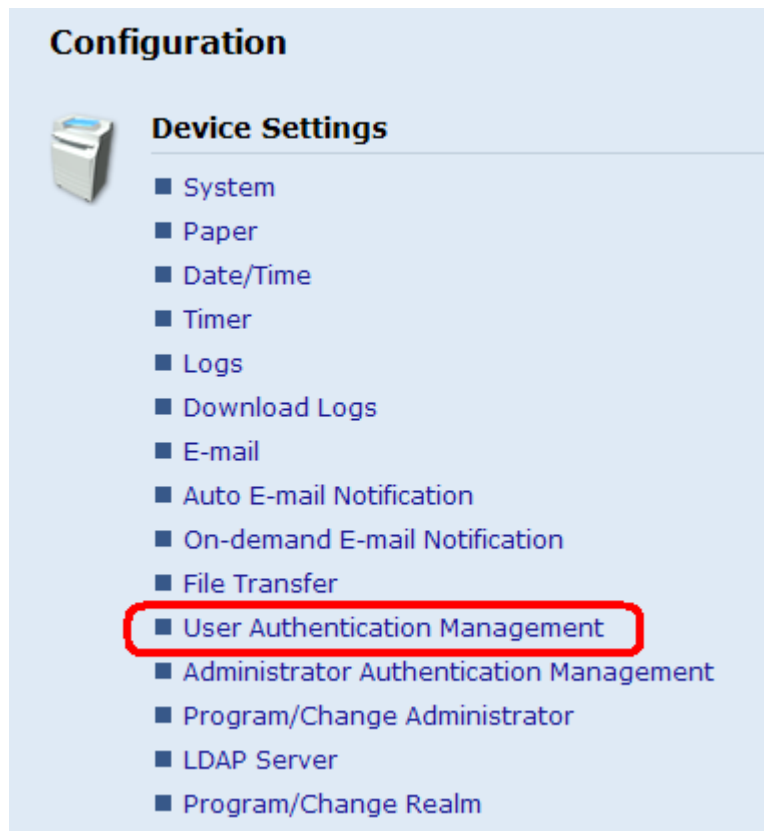 Configuration
Device Settings
System
Paper
Date/Time
Timer
Logs
Download Logs
E-mail
Auto E-mail Notification
On-demand E-mail Notification
File Transfer
User Authentication Management
Administrator Authentication Management
Program/Change Administrator
LDAP Server
Program/Change Realm